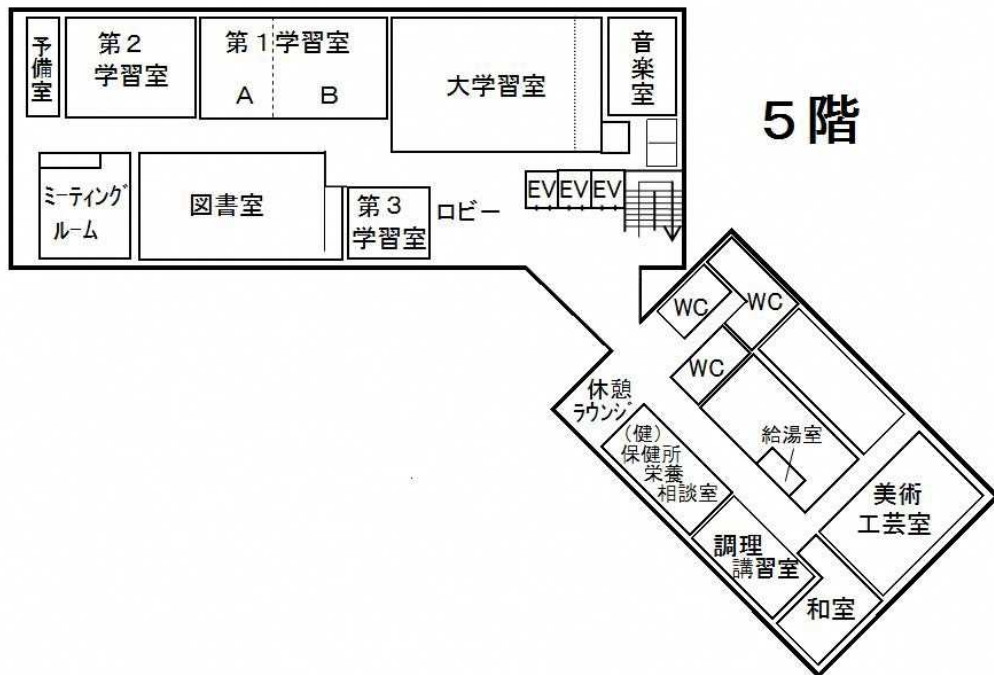 予備室
第２
学習室
第１学習室
A B
大学習室
音楽室
５階
ミーティング
ルーム
図書室
第３
学習室
ロビー
EV EV EV
WC
WC
WC
休憩
ラウンジ
（健）
保健所
栄養
相談室
給湯室
美術
工芸室
調理
講習室
和室